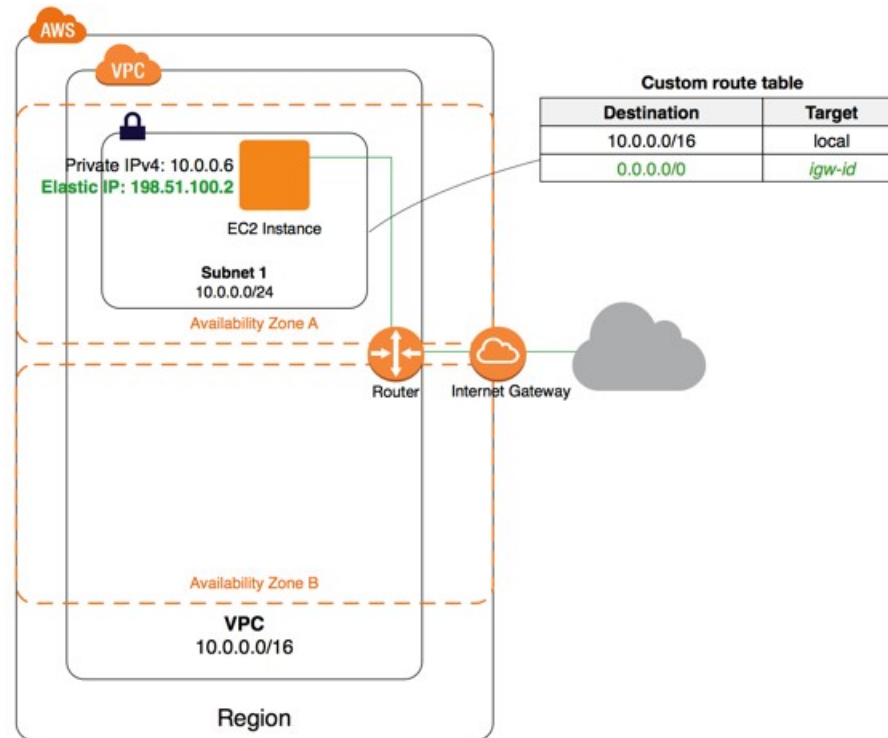 AWS
VPC
Custom route table
Destination Target
10.0.0.0/16 local
0.0.0.0/0 igw-id
Private IPv4: 10.0.0.6
Elastic IP: 198.51.100.2
EC2 Instance
Subnet 1
10.0.0.0/24
Availability Zone A
Router
Internet Gateway
Availability Zone B
VPC
10.0.0.0/16
Region